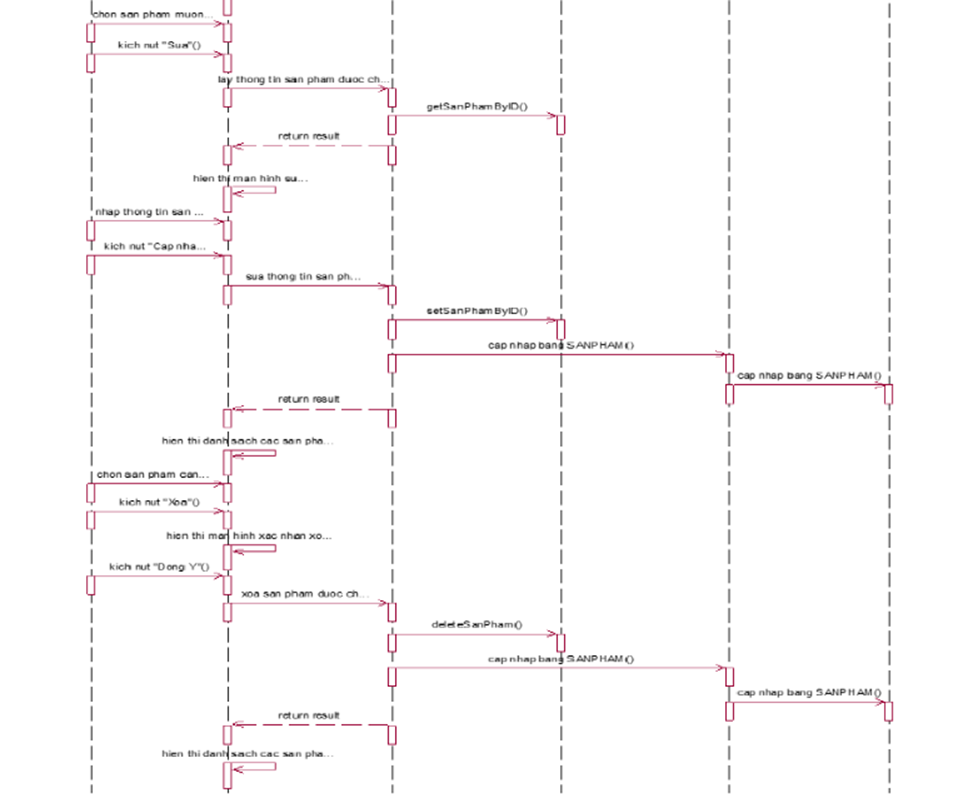 chon san pham muon...
kich nut "Sua"()
lay thong tin san pham duoc ch...
getSanPhamByID()
return result
hien thi man hinh su...
nhap thong tin san ...
kich nut "Cap nha...
sua thong tin san ph...
setSanPhamByID()
cap nhap bang SANPHAM()
cap nhap bang SANPHAM()
return result
hien thi danh sach cac san pha...
chon san pham can...
kich nut "Xoa"()
hien thi man hinh xac nhan xo...
kich nut "Dong Y"()
xoa san pham duoc ch...
deleteSanPham()
cap nhap bang SANPHAM()
cap nhap bang SANPHAM()
return result
hien thi danh sach cac san pha...